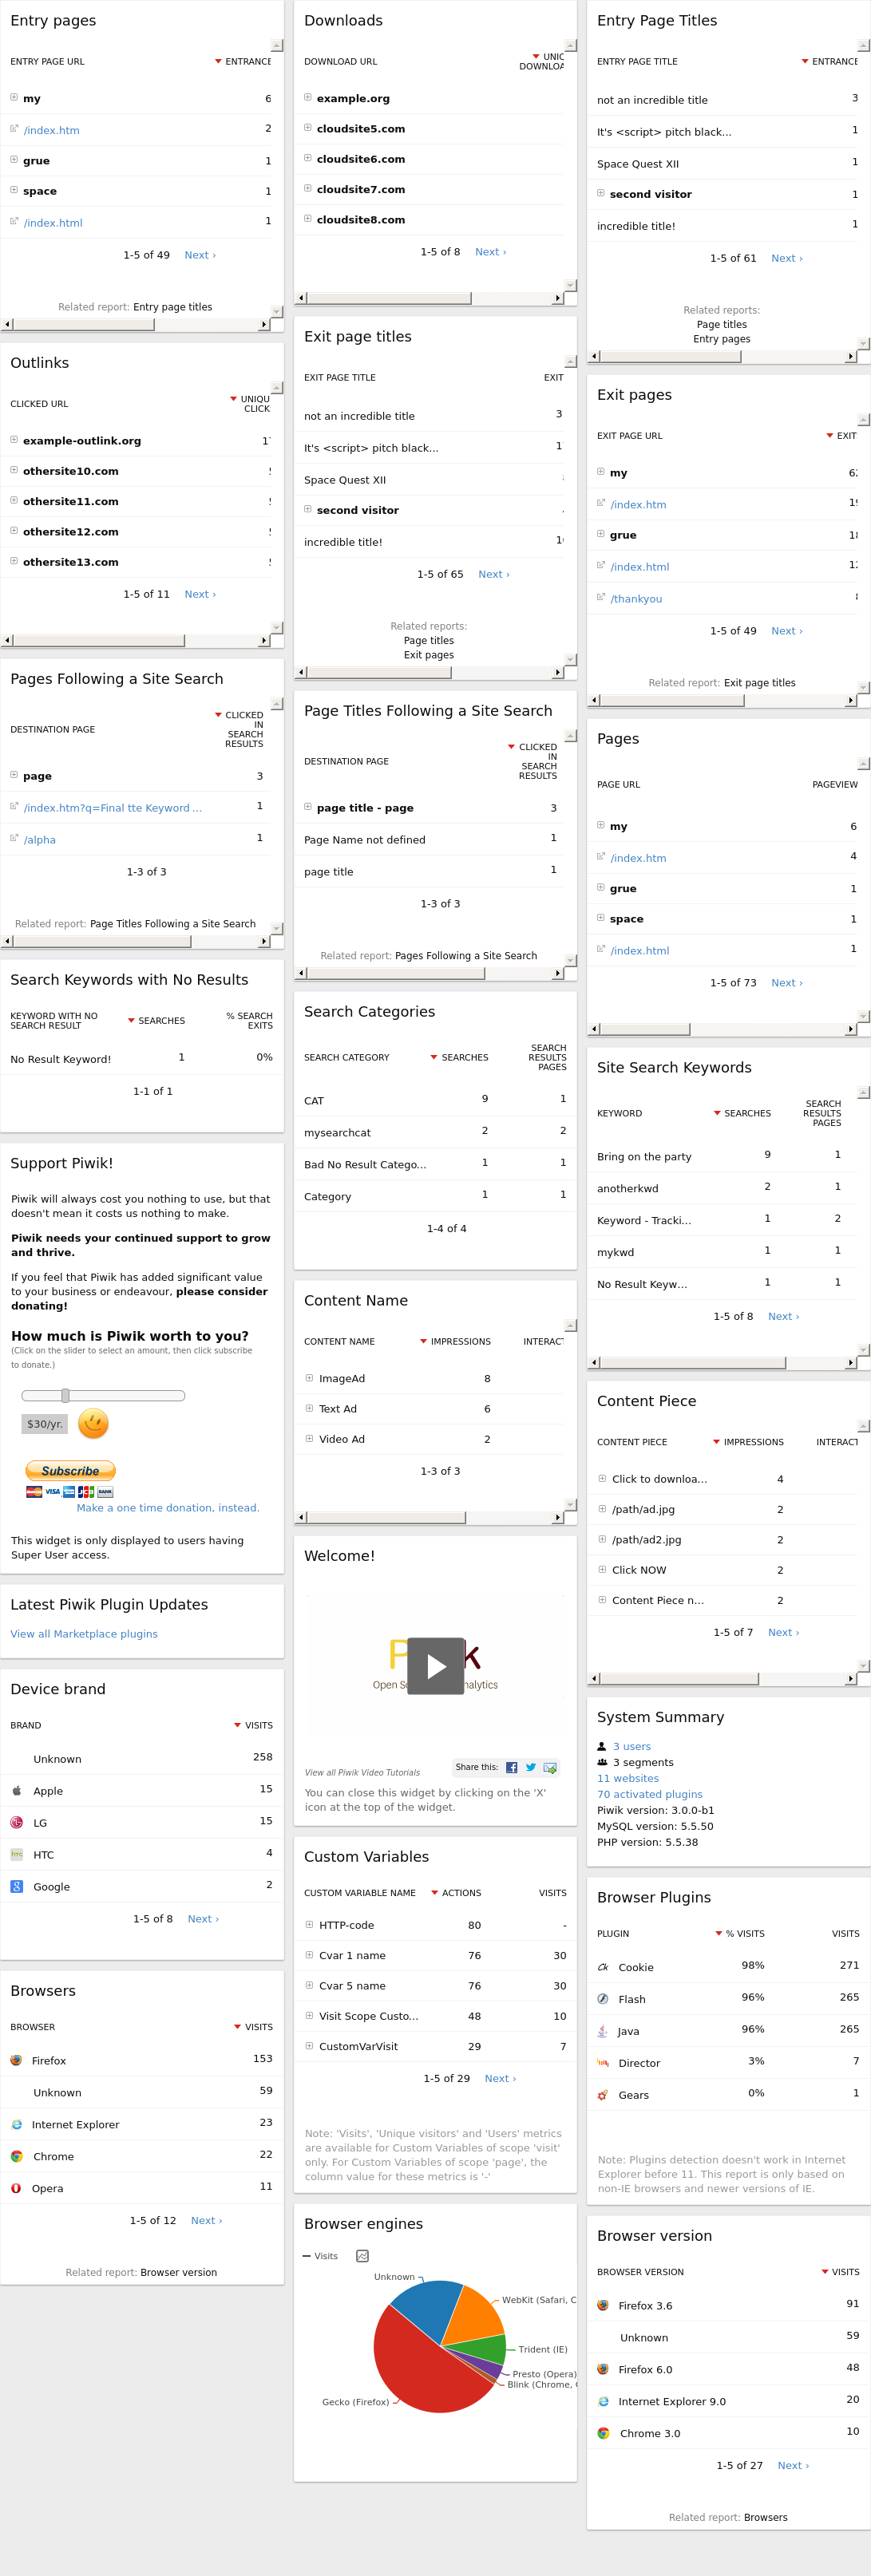 Entry pages
ENTRY PAGE URL ENTRANCE
my 6
/index.htm 2
grue 1
space 1
/index.html 1
1-5 of 49 Next ›
Related report: Entry page titles
Outlinks
CLICKED URL UNIQU
CLICK
example-outlink.org
othersite10.com
othersite11.com
othersite12.com
othersite13.com
1-5 of 11 Next ›
Pages Following a Site Search
DESTINATION PAGE CLICKED
IN
SEARCH
RESULTS
page 3
/index.htm?q=Final tte Keyword ... 1
/alpha 1
1-3 of 3
Related report: Page Titles Following a Site Search
Search Keywords with No Results
KEYWORD WITH NO
SEARCH RESULT SEARCHES % SEARCH
EXITS
No Result Keyword! 1 0%
1-1 of 1
Support Piwik!
Piwik will always cost you nothing to use, but that
doesn't mean it costs us nothing to make.
Piwik needs your continued support to grow
and thrive.
If you feel that Piwik has added significant value
to your business or endeavour, please consider
donating!
How much is Piwik worth to you?
(Click on the slider to select an amount, then click subscribe
to donate.)
$30/yr.
Subscribe
VISA
BANK
Make a one time donation, instead.
This widget is only displayed to users having
Super User access.
Latest Piwik Plugin Updates
View all Marketplace plugins
Device brand
BRAND VISITS
Unknown 258
Apple 15
LG 15
HTC 4
Google 2
1-5 of 8 Next ›
Browsers
BROWSER VISITS
Firefox 153
Unknown 59
Internet Explorer 23
Chrome 22
Opera 11
1-5 of 12 Next ›
Related report: Browser version
Downloads
DOWNLOAD URL UNIQ
DOWNLOA
example.org
cloudsite5.com
cloudsite6.com
cloudsite7.com
cloudsite8.com
1-5 of 8 Next ›
Exit page titles
EXIT PAGE TITLE EXIT
not an incredible title 3
It's <script> pitch black... 1
Space Quest XII
second visitor
incredible title! 1
1-5 of 65 Next ›
Related reports:
Page titles
Exit pages
Page Titles Following a Site Search
DESTINATION PAGE CLICKED
IN
SEARCH
RESULTS
page title - page 3
Page Name not defined 1
page title 1
1-3 of 3
Related report: Pages Following a Site Search
Search Categories
SEARCH CATEGORY SEARCHES SEARCH
RESULTS
PAGES
CAT 9 1
mysearchcat 2 2
Bad No Result Catego... 1 1
Category 1 1
1-4 of 4
Content Name
CONTENT NAME IMPRESSIONS INTERACT
ImageAd 8
Text Ad 6
Video Ad 2
1-3 of 3
Welcome!
View all Piwik Video Tutorials Share this:
You can close this widget by clicking on the 'X'
icon at the top of the widget.
Custom Variables
CUSTOM VARIABLE NAME ACTIONS VISITS
HTTP-code 80 -
Cvar 1 name 76 30
Cvar 5 name 76 30
Visit Scope Custo... 48 10
CustomVarVisit 29 7
1-5 of 29 Next ›
Note: 'Visits', 'Unique visitors' and 'Users' metrics
are available for Custom Variables of scope 'visit'
only. For Custom Variables of scope 'page', the
column value for these metrics is '-'
Browser engines
Visits
Unknown
WebKit (Safari, C
Trident (IE)
Presto (Opera)
Blink (Chrome,
Gecko (Firefox)
Entry Page Titles
ENTRY PAGE TITLE ENTRANCE
not an incredible title 3
It's <script> pitch black... 1
Space Quest XII 1
second visitor 1
incredible title! 1
1-5 of 61 Next ›
Related reports:
Page titles
Entry pages
Exit pages
EXIT PAGE URL EXIT
my 62
/index.htm 19
grue 18
/index.html 12
/thankyou
1-5 of 49 Next ›
Related report: Exit page titles
Pages
PAGE URL PAGEVIEW
my 6
/index.htm 4
grue 1
space 1
/index.html 1
1-5 of 73 Next ›
Site Search Keywords
KEYWORD SEARCHES SEARCH
RESULTS
PAGES
Bring on the party 9 1
anotherkwd 2 1
Keyword - Tracki... 1 2
mykwd 1 1
No Result Keyw... 1 1
1-5 of 8 Next ›
Content Piece
CONTENT PIECE IMPRESSIONS INTERACT
Click to downloa... 4
/path/ad.jpg 2
/path/ad2.jpg 2
Click NOW 2
Content Piece n... 2
1-5 of 7 Next ›
System Summary
3 users
3 segments
11 websites
70 activated plugins
Piwik version: 3.0.0-b1
MySQL version: 5.5.50
PHP version: 5.5.38
Browser Plugins
PLUGIN % VISITS VISITS
Cookie 98% 271
Flash 96% 265
Java 96% 265
Director 3% 7
Gears 0% 1
Note: Plugins detection doesn't work in Internet
Explorer before 11. This report is only based on
non-IE browsers and newer versions of IE.
Browser version
BROWSER VERSION VISITS
Firefox 3.6 91
Unknown 59
Firefox 6.0 48
Internet Explorer 9.0 20
Chrome 3.0 10
1-5 of 27 Next ›
Related report: Browsers